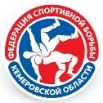 ФЕДЕРАЦИЯ СПОРТИВНОЙ БОРЬБЫ
КЕМЕРОВСКОЙ ОБЛАСТИ